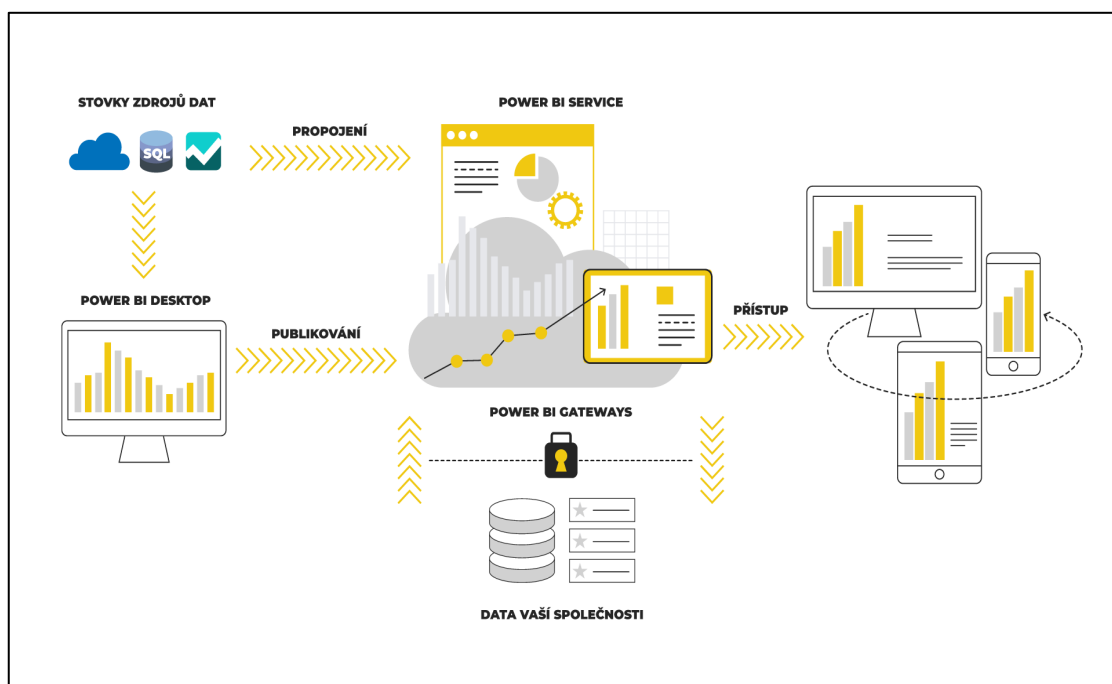 STOVKY ZDROJŮ DAT
SQL
PROPOJENÍ
POWER BI SERVICE
POWER BI DESKTOP
PUBLIKOVÁNÍ
PŘÍSTUP
POWER BI GATEWAYS
DATA VAŠÍ SPOLEČNOSTI